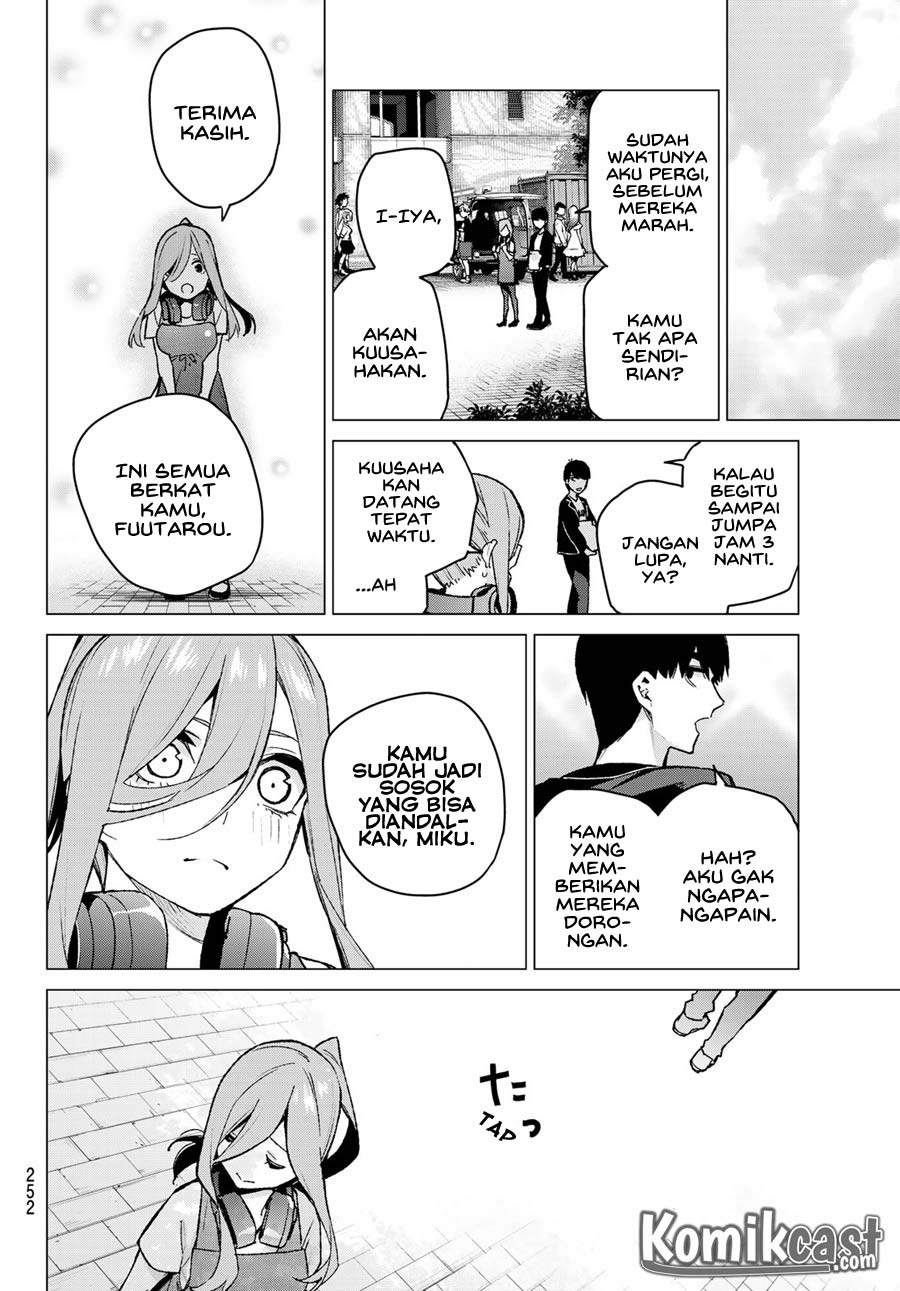 SUDAH
WAKTUNYA
AKU PERGI,
SEBELUM
MEREKA
MARAH.
KAMU
TAK APA
SENDI-
RIAN?
I-IYA,
AKAN
KUUSA-
HAKAN.
TERIMA
KASIH.
INI SEMUA
BERKAT
KAMU,
FUUTAROU.
KALAU
BEGITU
SAMPAI
JUMPA
JAM 3
NANTI.
JANGAN
LUPA,
YA?
KUUSAHA
KAN
DATANG
TEPAT
WAKTU.
...AH
HAH?
AKU GAK
NGAPA-
NGAPAIN.
KAMU
YANG
MEM-
BERIKAN
MEREKA
DORO-
NGAN.
KAMU
SUDAH JADI
SOSOK
YANG BISA
DIANDAL-
KAN, MIKU.
たっ
TAP
252
Komikcast
.com